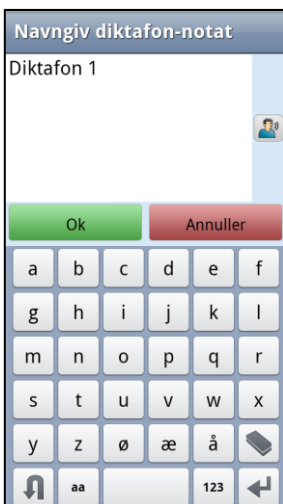 Navngiv diktafon-notat
Diktafon 1
Ok Annuller
a b c d e f
g h i j k l
m n o p q r
s t u v w x
y z ø æ å
aa 123